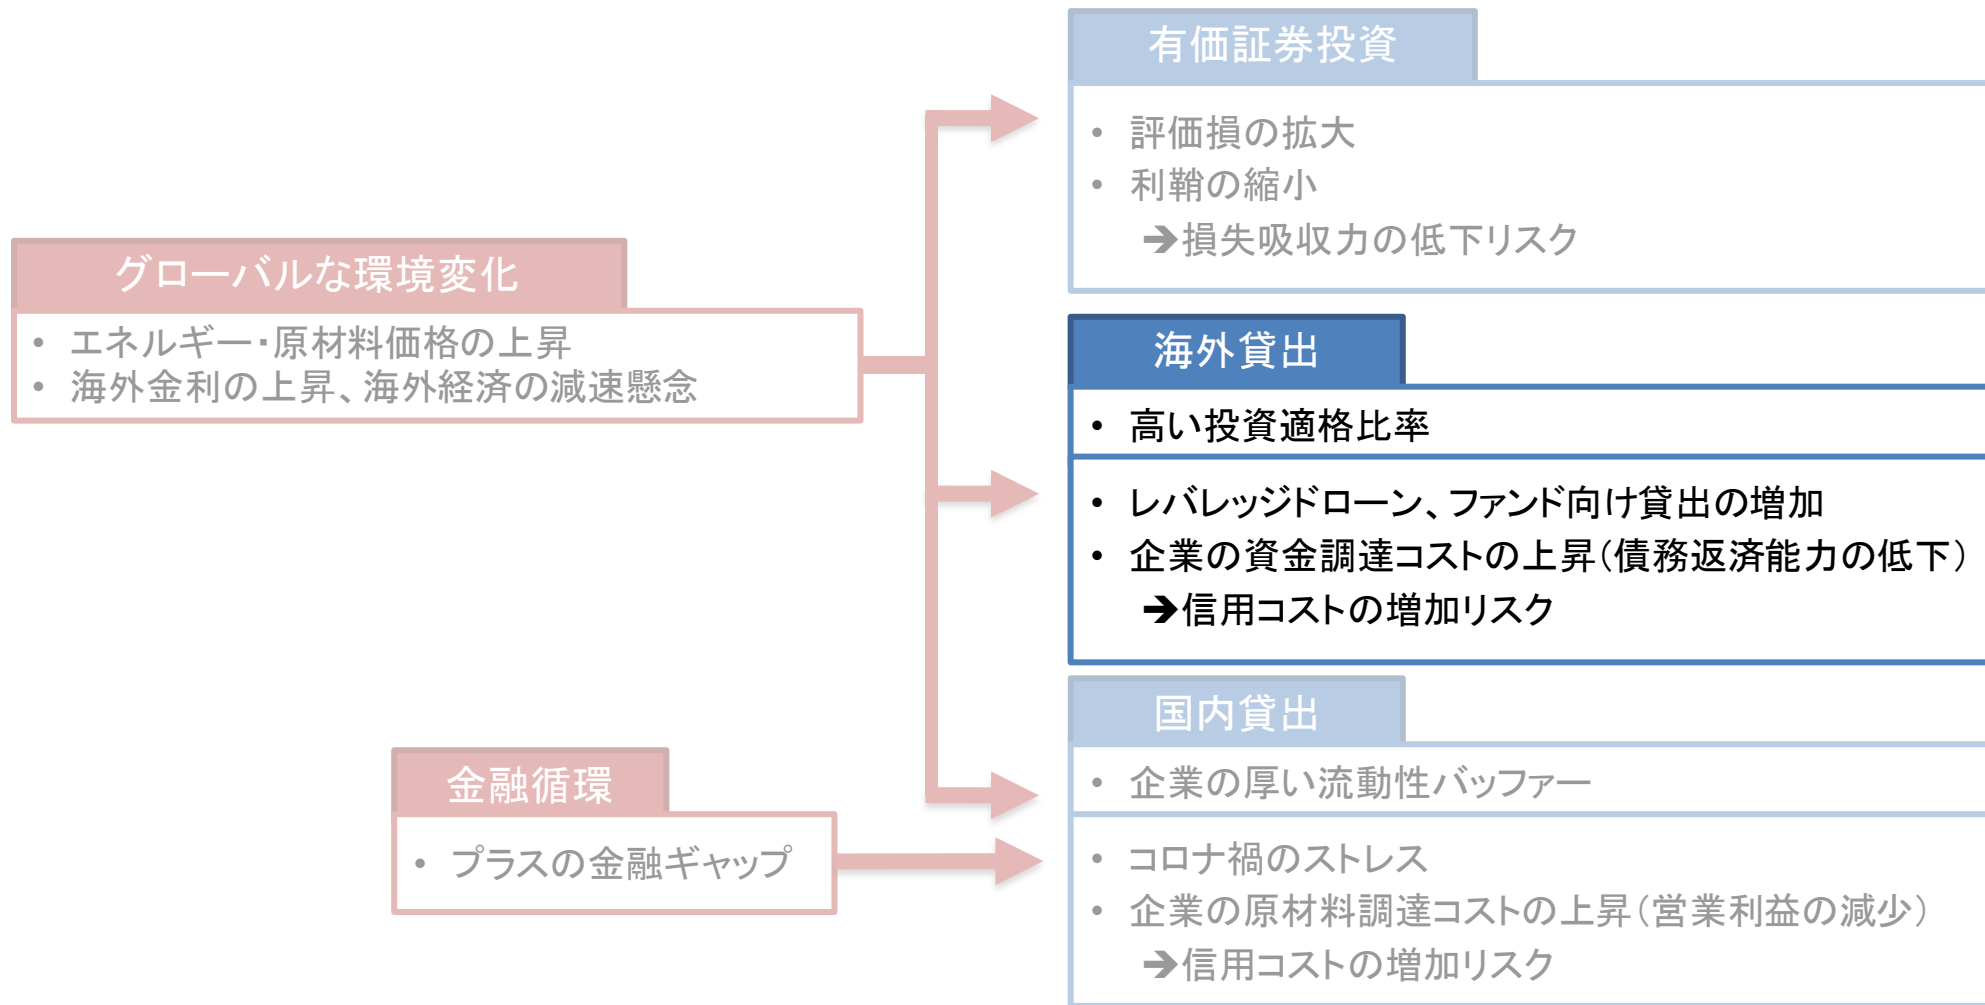 有価証券投資
• 評価損の拡大
• 利鞘の縮小
➔損失吸収力の低下リスク
グローバルな環境変化
• エネルギー・原材料価格の上昇
• 海外金利の上昇、海外経済の減速懸念
海外貸出
• 高い投資適格比率
• レバレッジドローン、ファンド向け貸出の増加
• 企業の資金調達コストの上昇（債務返済能力の低下）
➔信用コストの増加リスク
国内貸出
• 企業の厚い流動性バッファー
金融循環
• プラスの金融ギャップ
• コロナ禍のストレス
• 企業の原材料調達コストの上昇（営業利益の減少）
➔信用コストの増加リスク